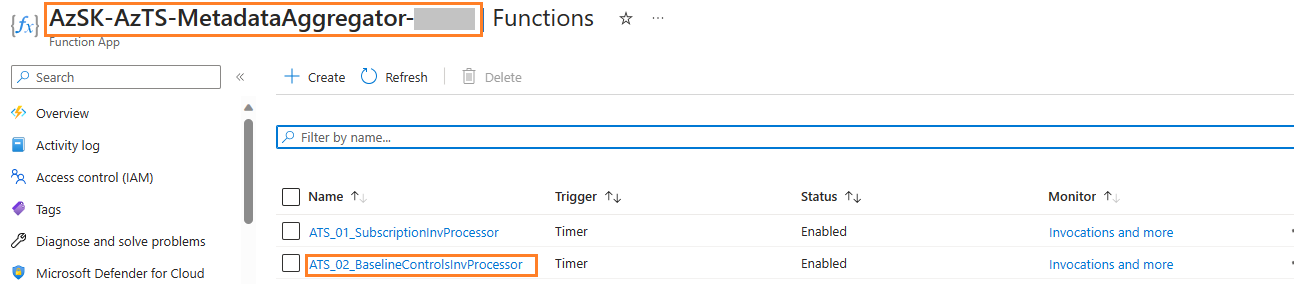 AzSK-AzTS-MetadataAggregator- | Functions ☆ ...
{fx} Function App
Search «
+ Create Refresh Delete
Overview
Filter by name...
Activity log
Access control (IAM)
Name ↑↓ Trigger ↑↓ Status ↑↓ Monitor ↑↓
Tags
ATS_01_SubscriptionInvProcessor Timer Enabled Invocations and more
Diagnose and solve problems
ATS_02_BaselineControlsInvProcessor Timer Enabled Invocations and more
Microsoft Defender for Cloud